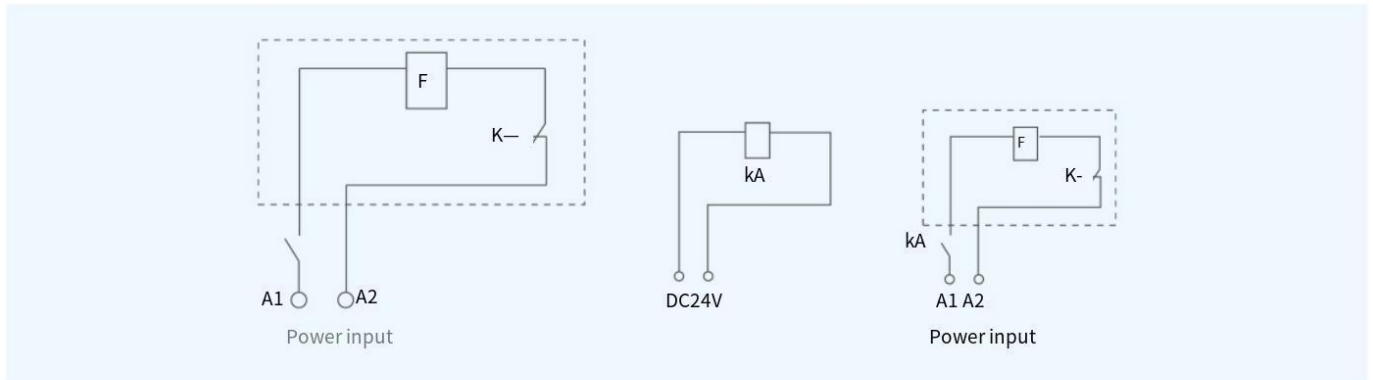 F
K—
A1
A2
Power input
kA
DC24V
F
K-
kA
A1 A2
Power input